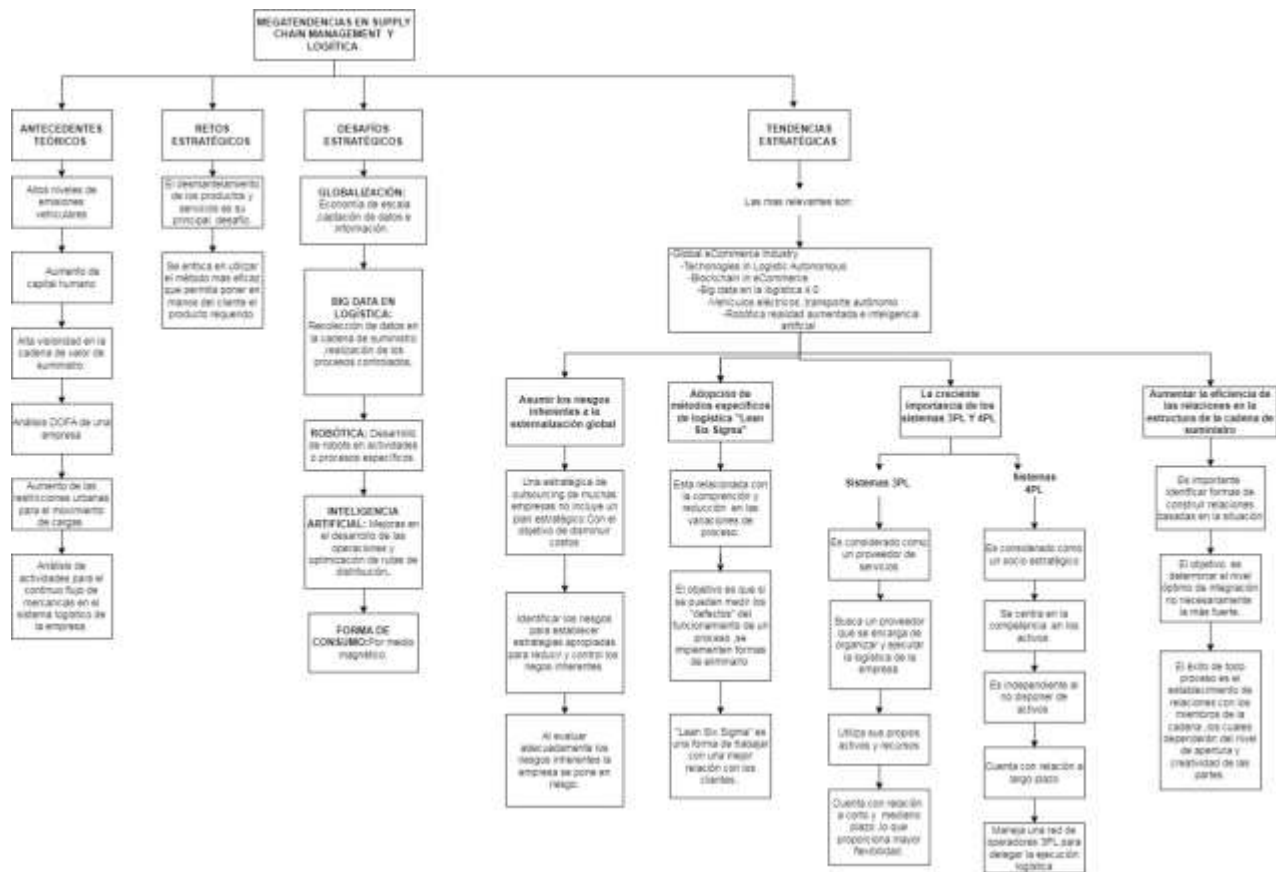 MEGATENDENCIAS EN SUPPLY
CHAIN MANAGEMENT Y
LOGÍSTICA
ANTECEDENTES
TEÓRICOS
Altos niveles de
emisiones
vehiculares
Aumento de
capital humano
Alta visibilidad en la
cadena de valor de
suministro
Análisis DOFA de una
empresa
Aumento de las
restricciones urbanas
para el movimiento
de cargas
Análisis de
actividades para el
continuo flujo de
mercancías en el
sistema logístico de
la empresa
RETOS
ESTRATÉGICOS
El desmantelamiento
de los productos y
servicios es su
principal desafío.
Se enfoca en utilizar
el método mas eficaz
que permita poner en
manos del cliente el
producto requerido
DESAFÍOS
ESTRATÉGICOS
GLOBALIZACIÓN:
Economía de escala
,captación de datos e
información.
BIG DATA EN
LOGÍSTICA:
Recolección de datos en
la cadena de suministro
,realización de los
procesos controlados.
ROBÓTICA: Desarrollo
de robots en actividades
o procesos específicos
INTELIGENCIA
ARTIFICIAL: Mejoras en
el desarrollo de las
operaciones y
optimización de rutas de
distribución.
FORMA DE
CONSUMO:Por medio
magnético.
TENDENCIAS
ESTRATÉGICAS
Las mas relevantes son
-Global eCommerce Industry
-Tecnonogies in Logistic Autonomous
-Blockchain in eCommerce
-Big data en la logística 4.0
-Vehículos eléctricos, transporte autónomo
-Robótica realidad aumentada e inteligencia
artificial
Asumir los riesgos
inherentes a la
externalización global
Una estratégica de
outsourcing de muchas
empresas no incluye un
plan estratégico Con el
objetivo de disminuir
costos
Identificar los riesgos
para establecer
estrategias apropiadas
para reducir y control los
riegos inherentes
Al evaluar
adecuadamente los
riesgos inherentes la
empresa se pone en
riesgo.
Adopción de
métodos específicos
de logística "Lean
Six Sigma"
Esta relacionada con
la comprención y
reducción en las
variaciones de
proceso.
El objetivo es que si
se pueden medir los
"defectos" del
funcionamiento de un
proceso ,se
implementen formas
de eliminarlo
"Lean Six Sigma" es
una forma de trabajar
con una mejor
relación con los
clientes.
La creciente
importancia de los
sistemas 3PL Y 4PL
Sistemas 3PL
Es considerado como
un proveedor de
servicios
Busca un proveedor
que se encarga de
organizar y ejecutar
la logística de la
empresa
Utiliza sus propios
activos y recursos
Cuenta con relación
a corto y mediano
plazo ,lo que
proporciona mayor
flexibilidad
Sistemas
4PL
Es considerado como
un socio estratégico
Se centra en la
competencia en los
activos
Es independiente al
no disponer de
activos
Cuenta con relación a
largo plazo
Maneja una red de
operadores 3PL para
delegar la ejecución
logística
Aumentar la eficiencia de
las relaciones en la
estructura de la cadena de
suministro
Es importante
identificar formas de
construir relaciones
basadas en la situación
El objetivo es
determinar el nivel
óptimo de integración
no necesariamente la
más fuerte.
El éxito de todo
proceso es el
establecimiento de
relaciones con los
miembros de la
cadena ,los cuales
dependerán del nivel
de apertura y
creatividad de las
partes.